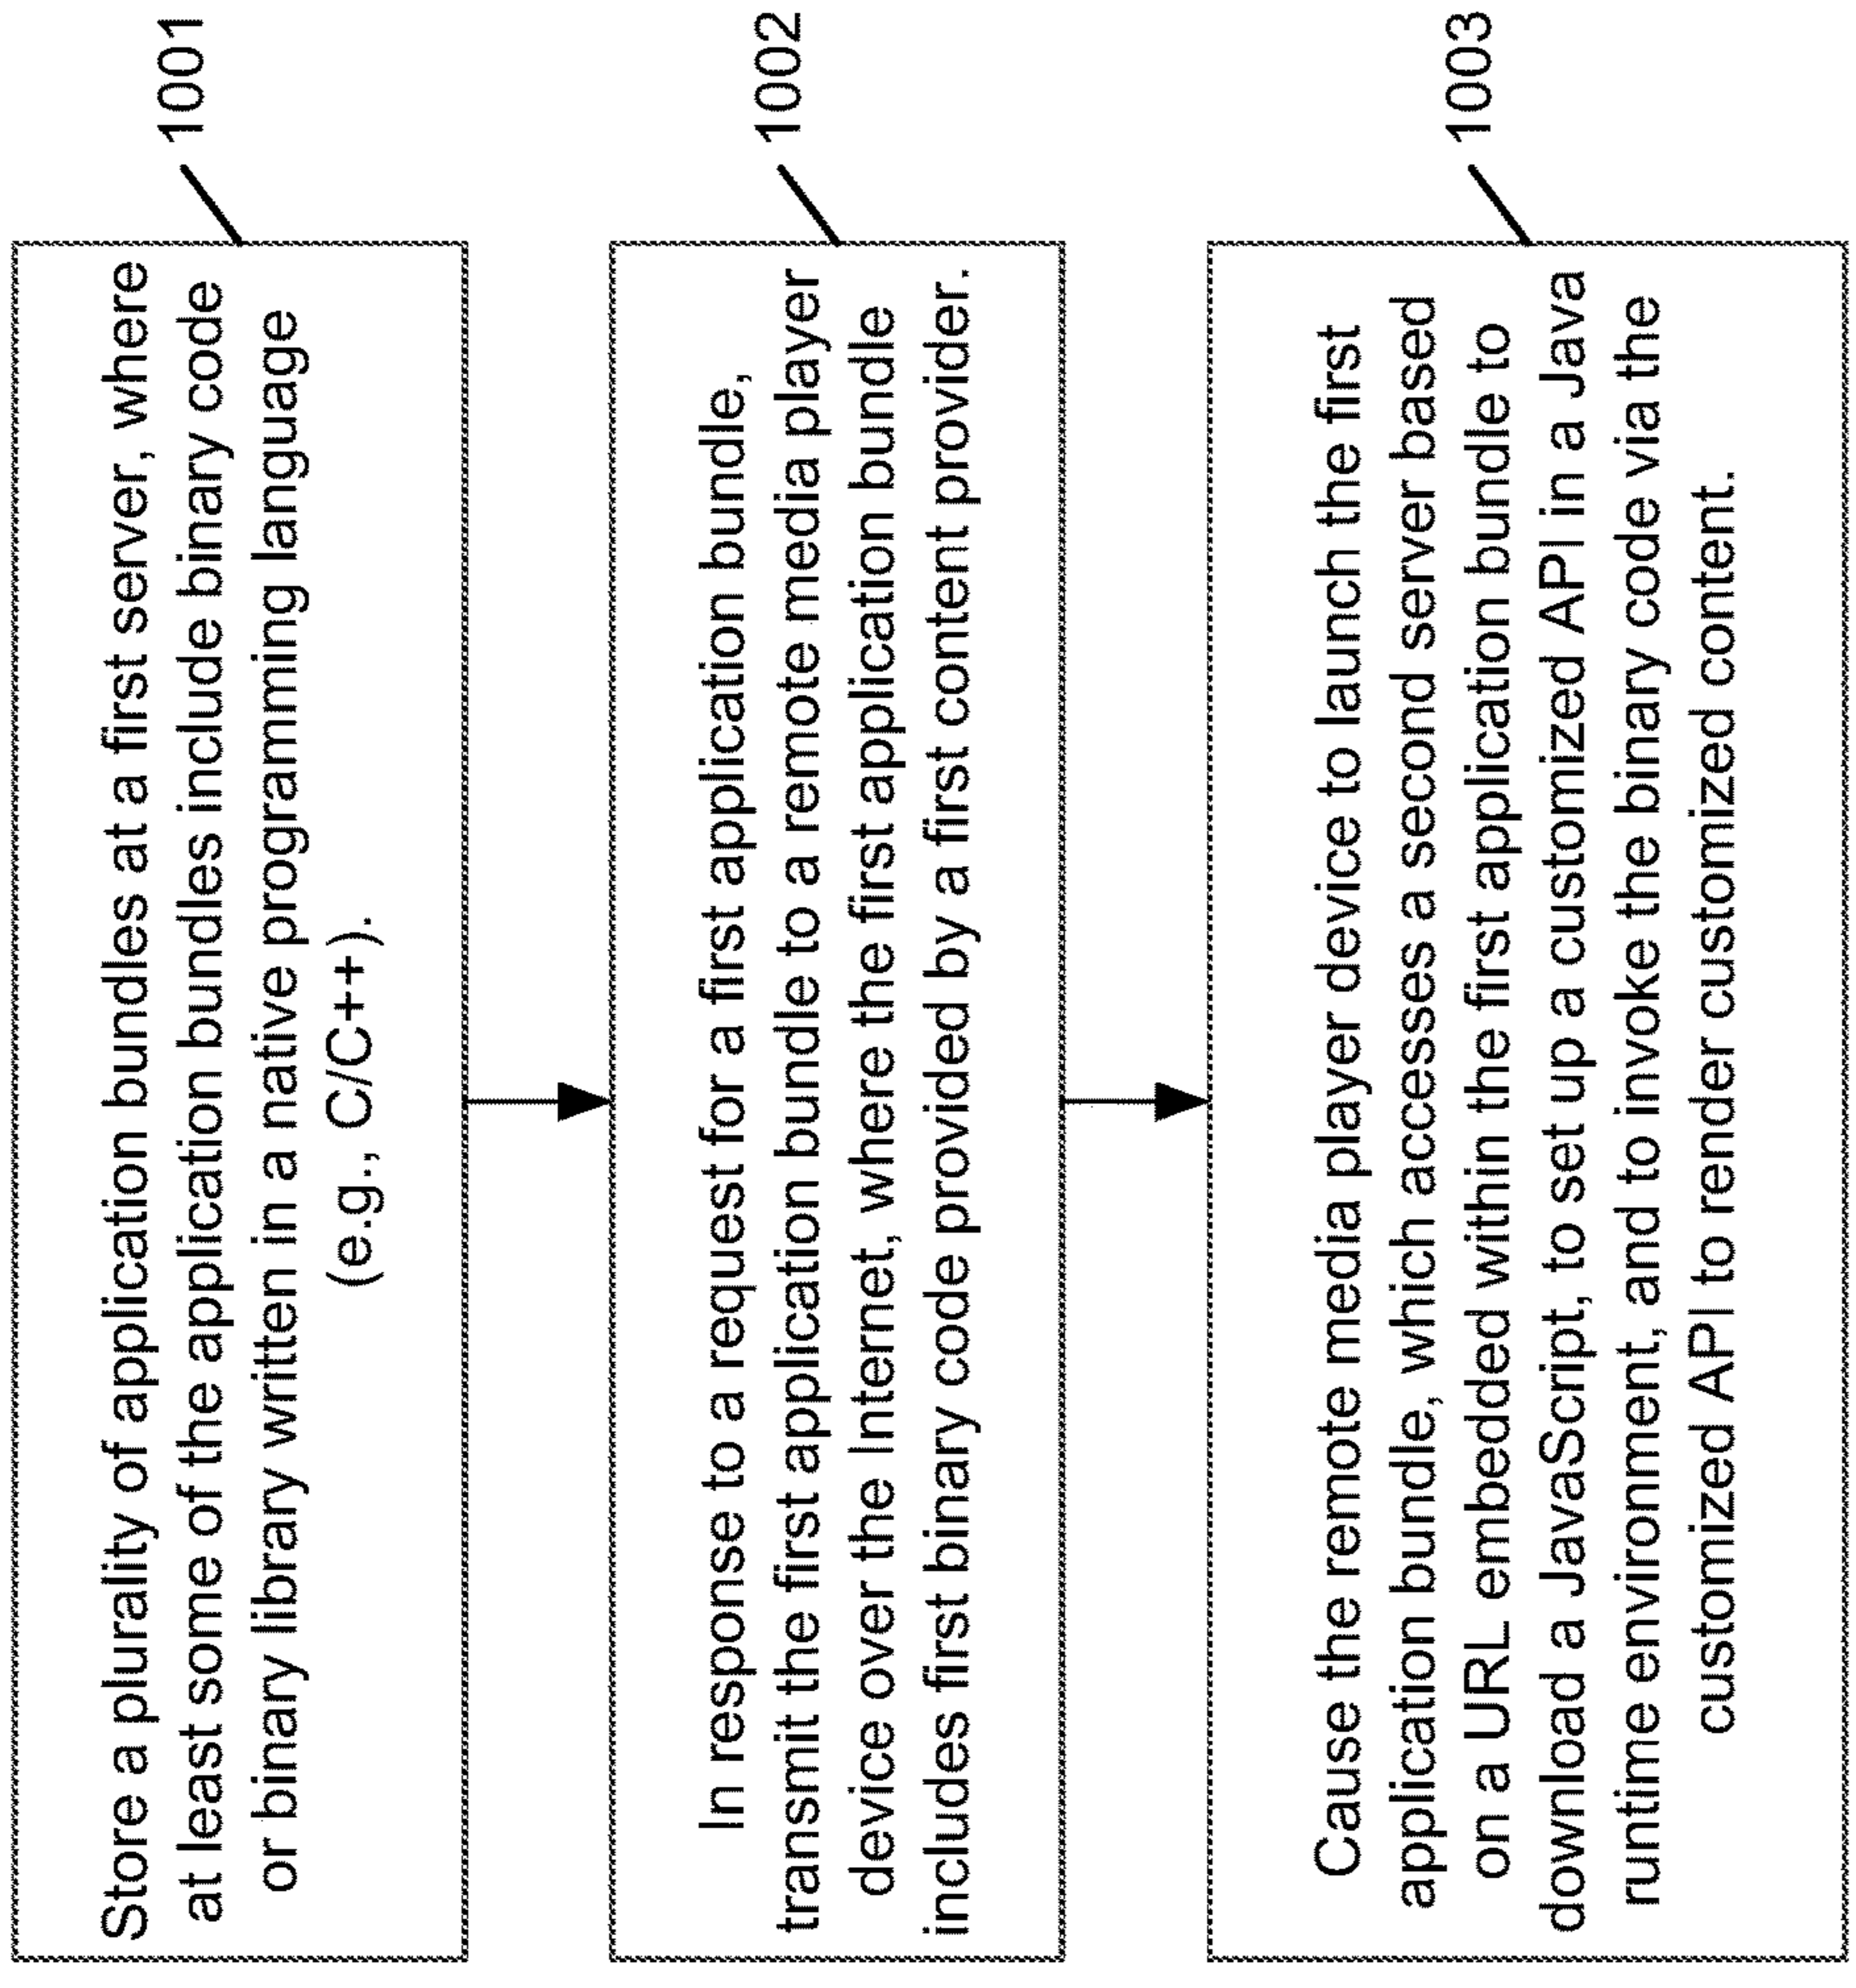 Store a plurality of application bundles at a first server, where
at least some of the application bundles include binary code
or binary library written in a native programming language
(e.g., C/C++).
1001
In response to a request for a first application bundle,
transmit the first application bundle to a remote media player
device over the Internet, where the first application bundle
includes first binary code provided by a first content provider.
1002
Cause the remote media player device to launch the first
application bundle, which accesses a second server based
on a URL embedded within the first application bundle to
download a JavaScript, to set up a customized API in a Java
runtime environment, and to invoke the binary code via the
customized API to render customized content.
1003